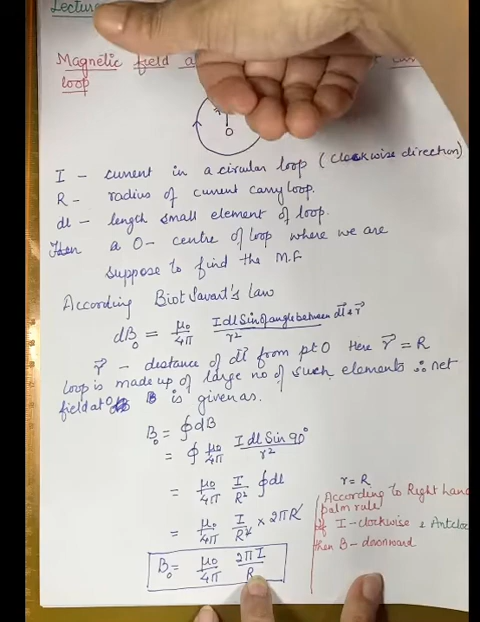 Lecture
Magnetic field a
loop
O
I - current in a circular loop (clockwise direction)
R - radius of current carry loop.
dl - length small element of loop.
Then a O - centre of loop where we are
suppose to find the M.F
According Biot Savart's law
dB₀ = μ₀/4π I dl Sin of angle between dl⃗ & r⃗ / r²
r⃗ - distance of dl⃗ from pt O Here r⃗ = R
loop is made up of large no of such elements ∴ net
field at O B is given as.
B₀ = ∮dB
= ∮ μ₀/4π I dl Sin 90° / r²
= μ₀/4π I/R² ∮dl
r = R
= μ₀/4π I/R² × 2πR
B₀ = μ₀/4π 2πI/R
According to Right Hand
palm rule
If I - clockwise & Anticloc
then B - downward